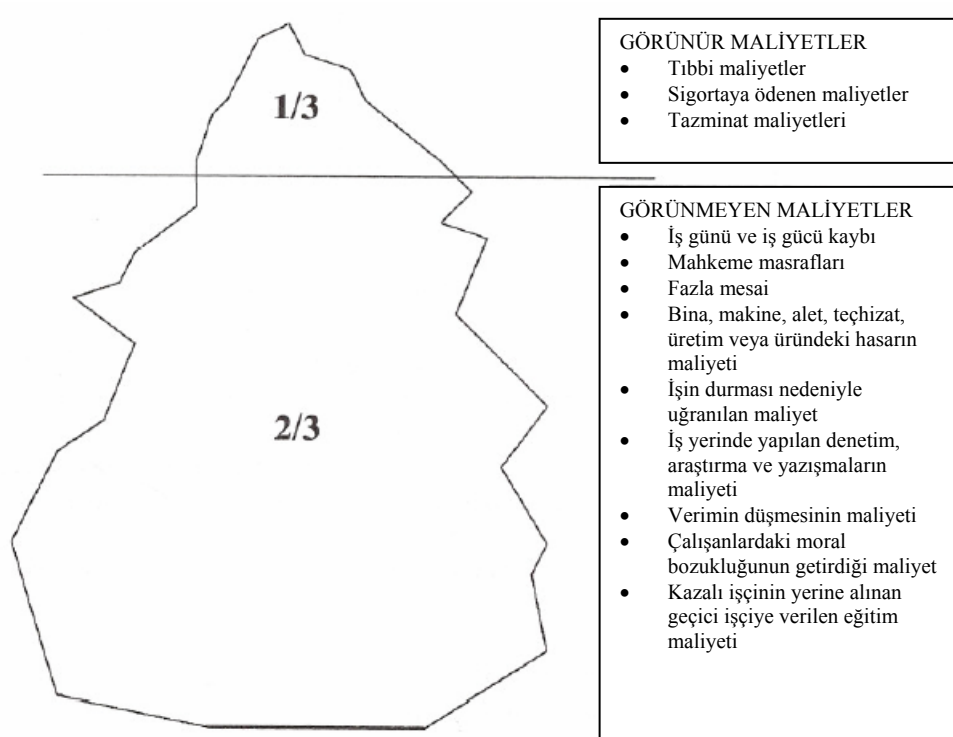 1/3
2/3
GÖRÜNÜR MALİYETLER
• Tıbbi maliyetler
• Sigortaya ödenen maliyetler
• Tazminat maliyetleri
GÖRÜNMEYEN MALİYETLER
• İş günü ve iş gücü kaybı
• Mahkeme masrafları
• Fazla mesai
• Bina, makine, alet, teçhizat,
üretim veya üründeki hasarın
maliyeti
• İşin durması nedeniyle
uğranılan maliyet
• İş yerinde yapılan denetim,
araştırma ve yazışmaların
maliyeti
• Verimin düşmesinin maliyeti
• Çalışanlardaki moral
bozukluğunun getirdiği maliyet
• Kazalı işçinin yerine alınan
geçici işçiye verilen eğitim
maliyeti